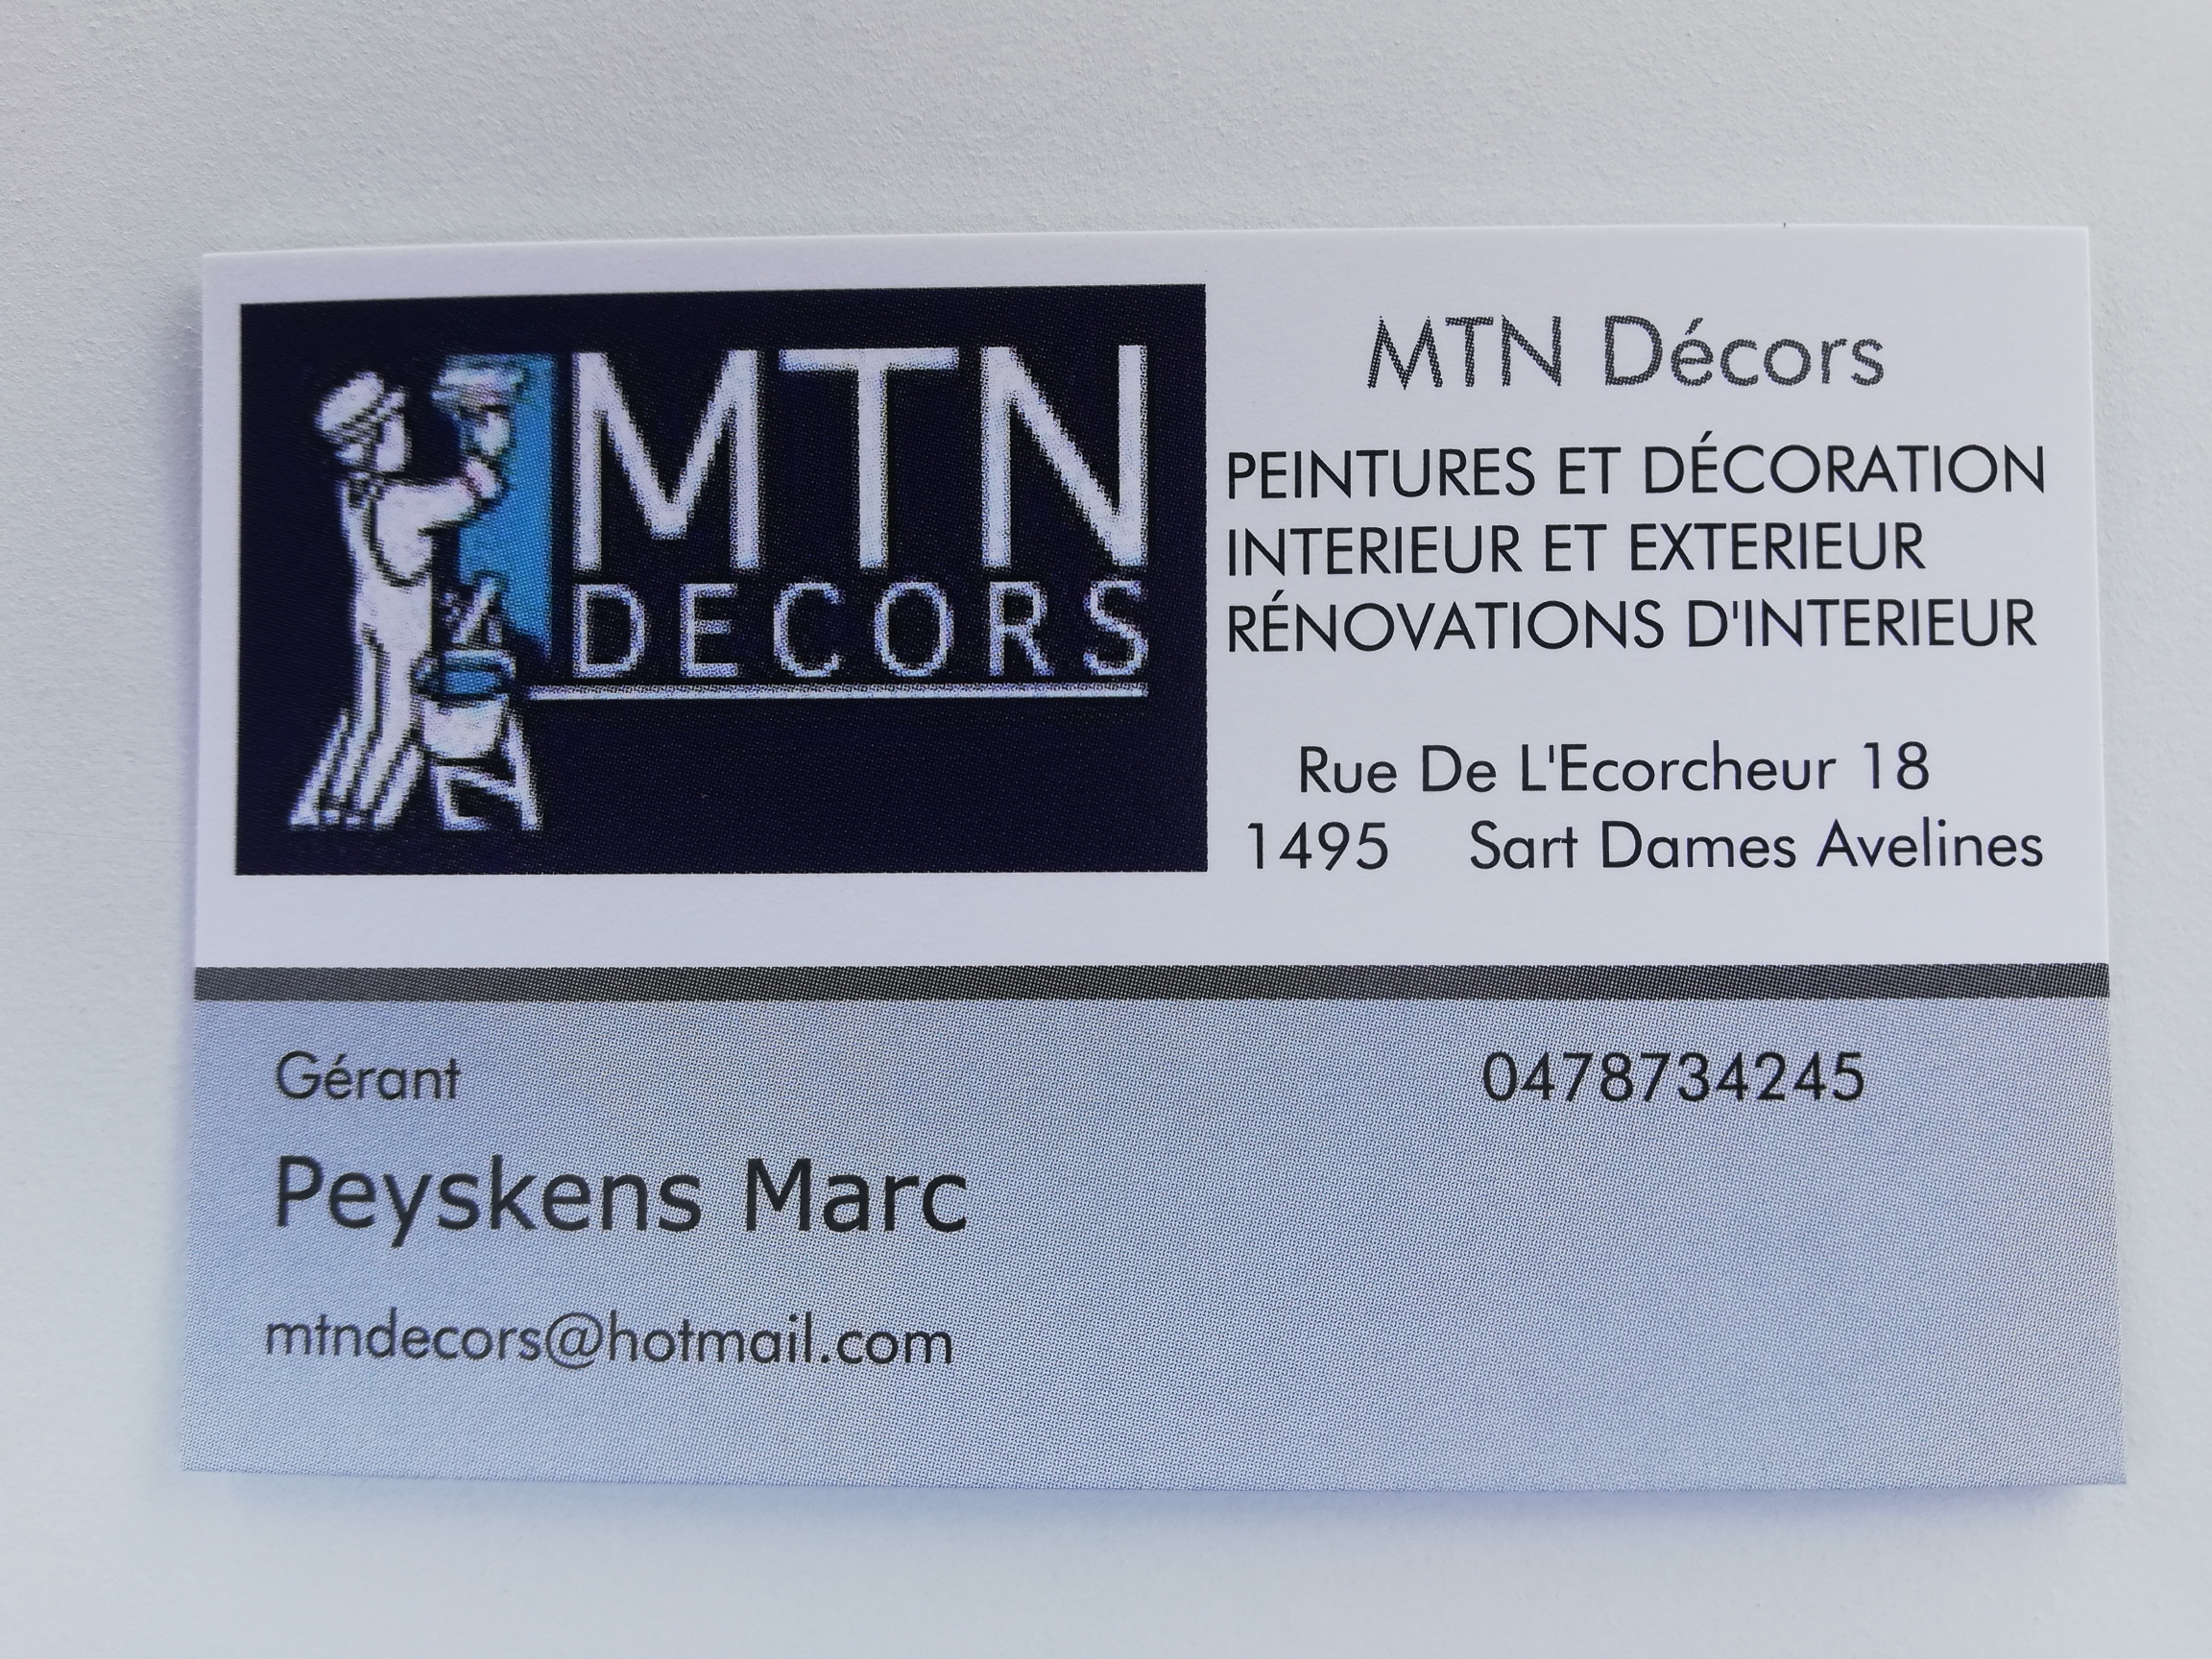 MTN
DECORS
MTN Décors
PEINTURES ET DÉCORATION
INTERIEUR ET EXTERIEUR
RÉNOVATIONS D'INTERIEUR
Rue De L'Ecorcheur 18
1495 Sart Dames Avelines
Gérant
0478734245
Peyskens Marc
mtndecors@hotmail.com